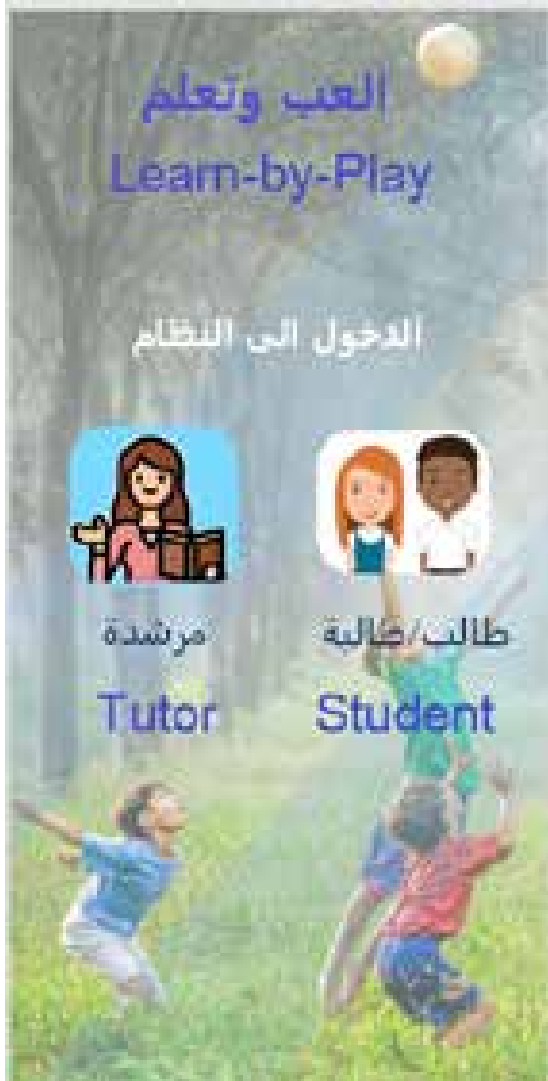 العب وتعلم
Learn-by-Play
الدخول الى النظام
طالب/طالبة
مرشدة
Student
Tutor